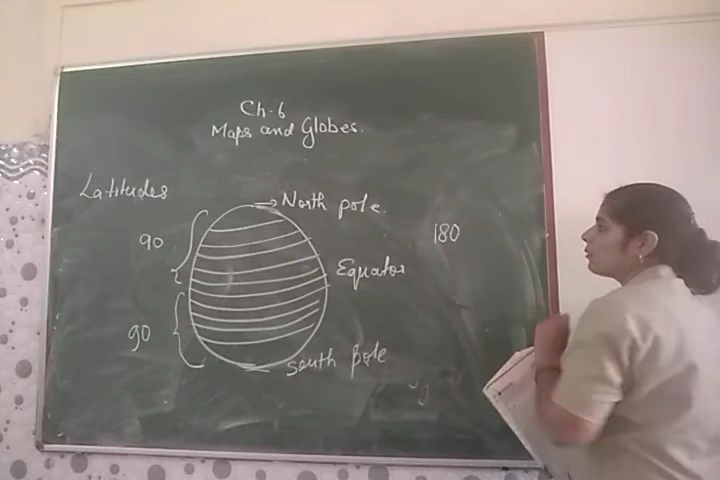 Ch-6
Maps and Globes.
Latitudes
North pole.
90
180
Equator
90
South pole